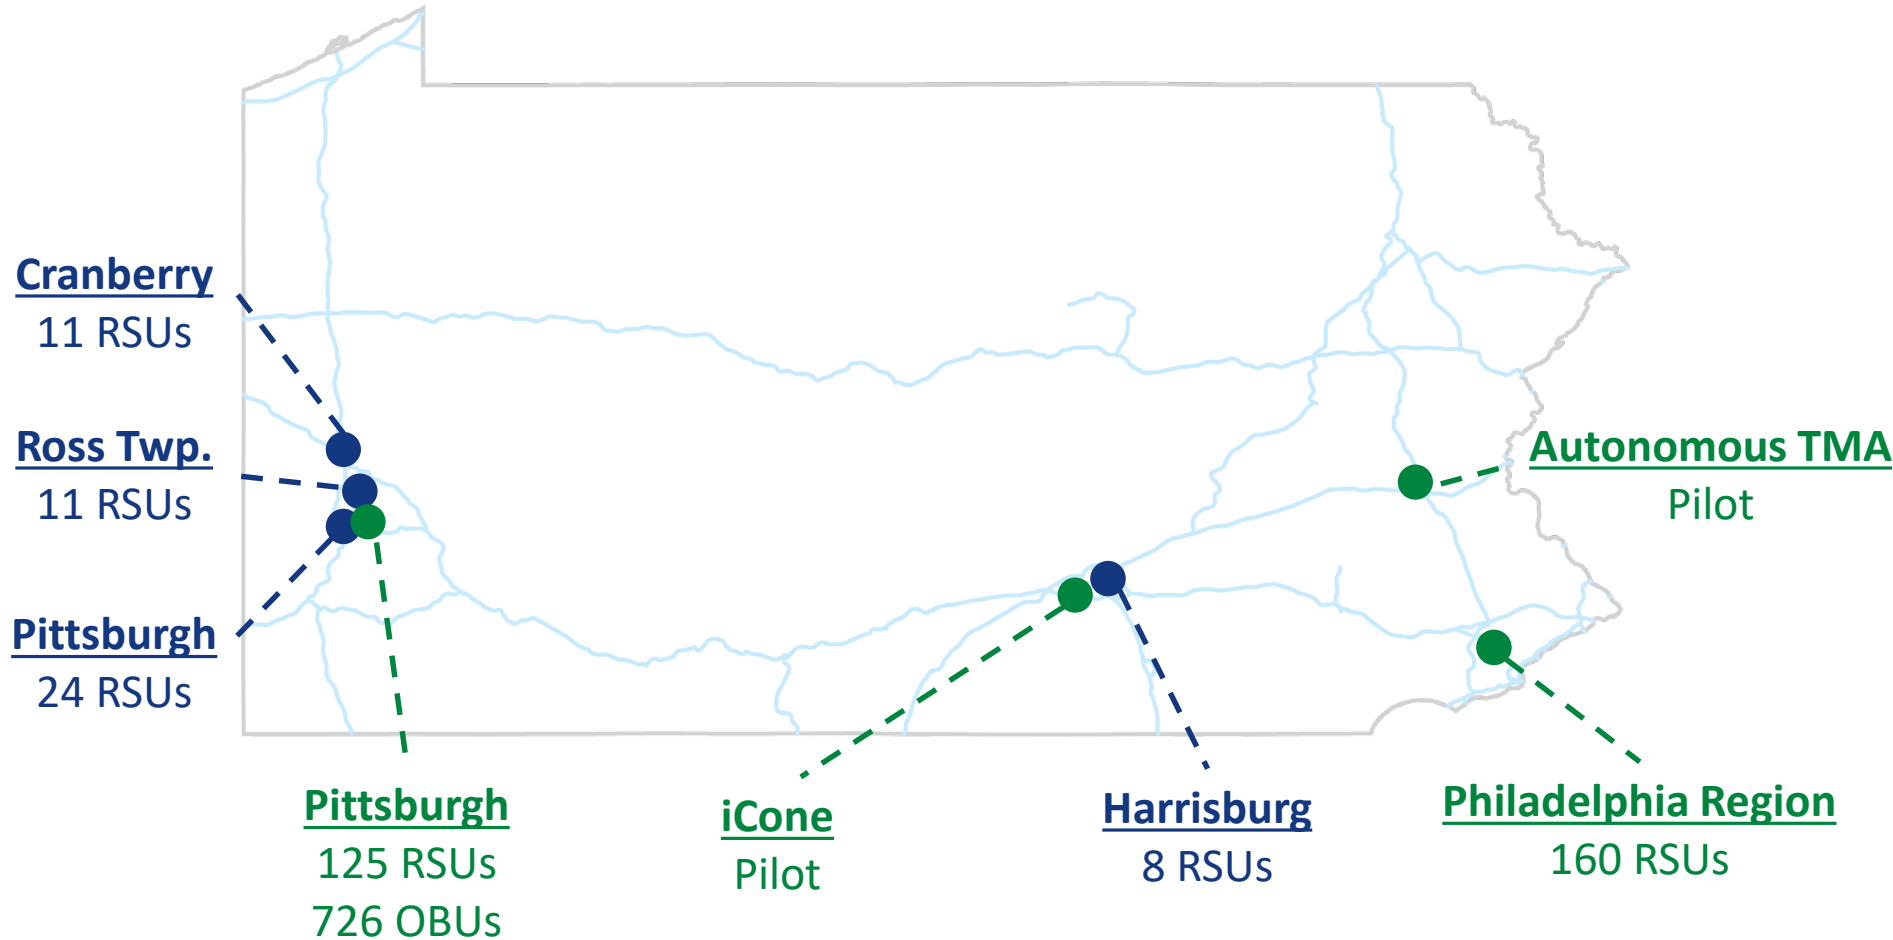 Cranberry
11 RSUs
Ross Twp.
11 RSUs
Pittsburgh
24 RSUs
Autonomous TMA
Pilot
Pittsburgh
125 RSUs
726 OBUs
iCone
Pilot
Harrisburg
8 RSUs
Philadelphia Region
160 RSUs